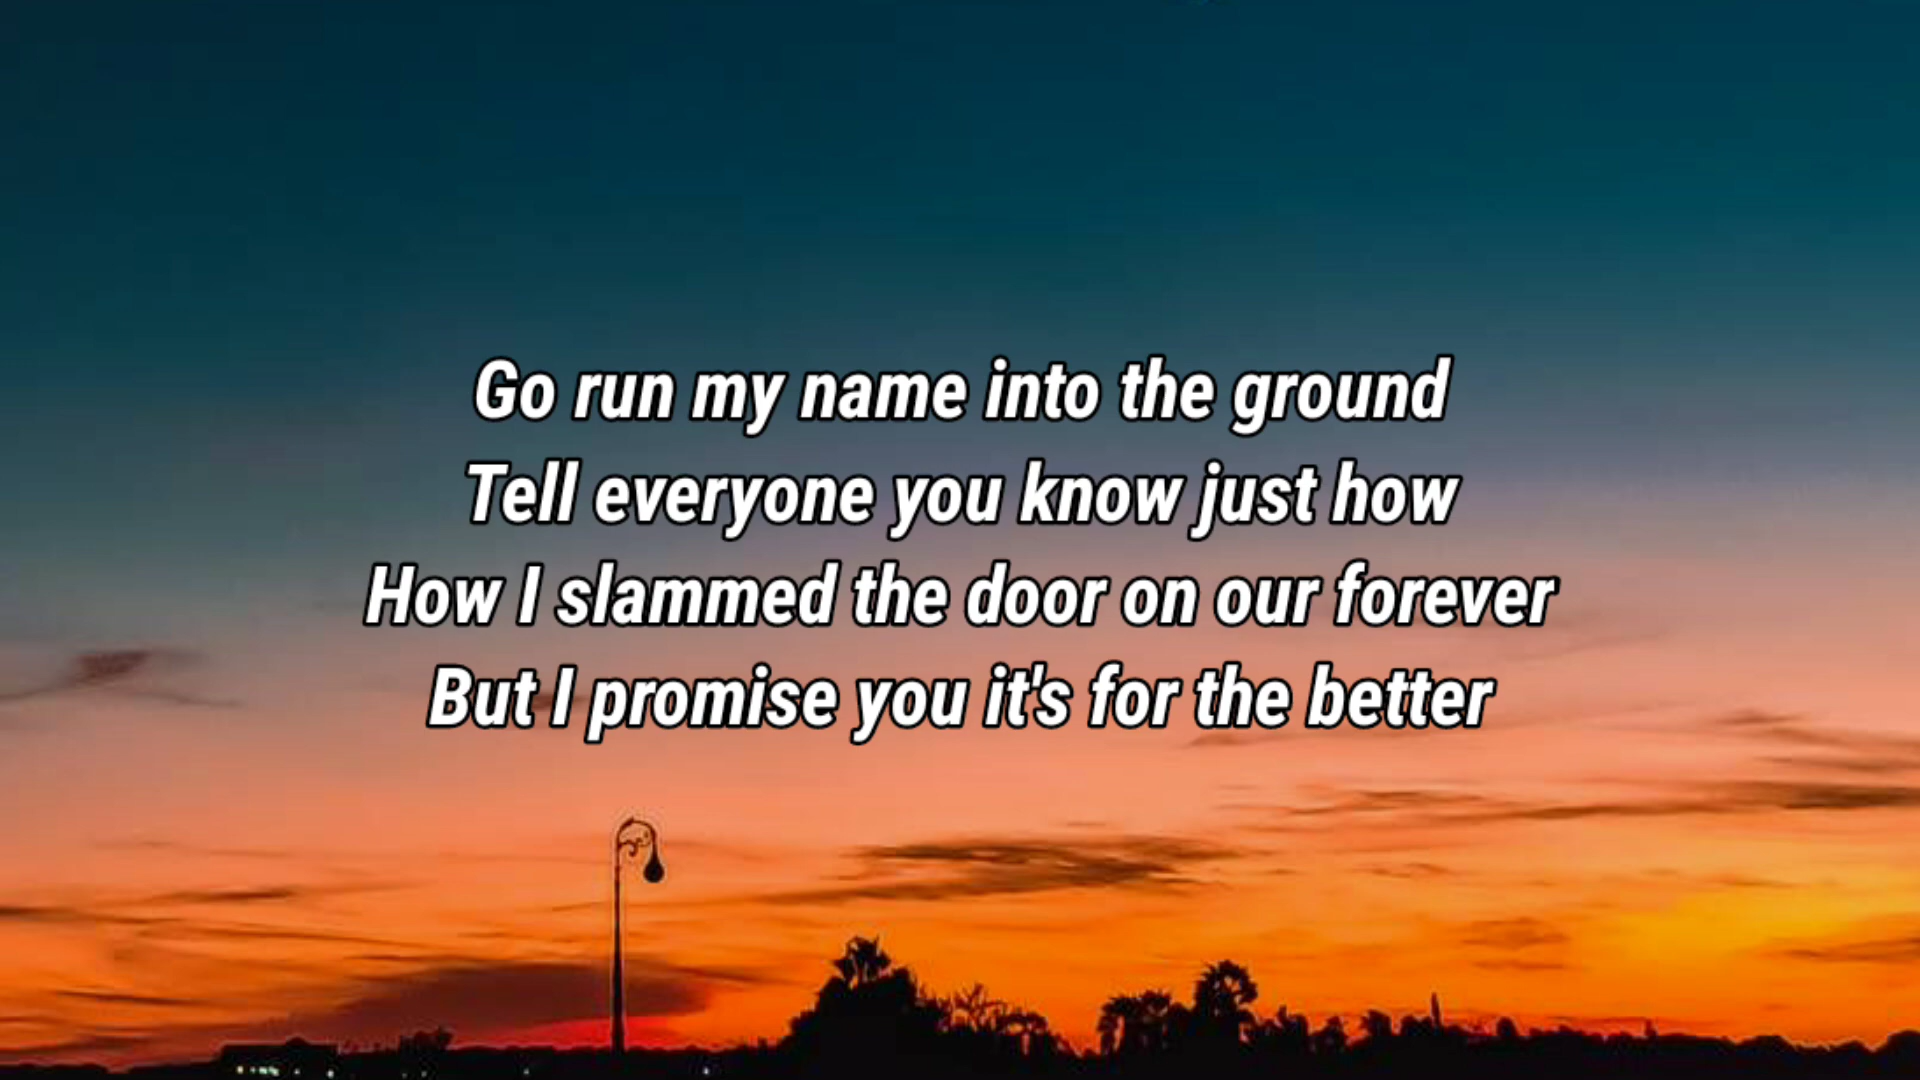 Go run my name into the ground
Tell everyone you know just how
How I slammed the door on our forever
But I promise you it's for the better